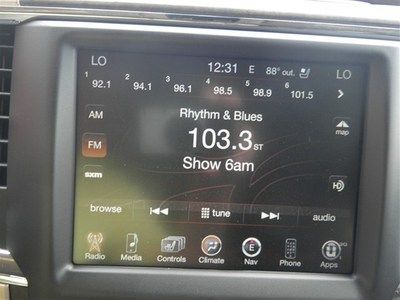 LO 12:31 E 88° out. LO
1 92.1 2 94.1 3 96.1 4 98.5 5 98.9 6 101.5
AM
Rhythm & Blues
map
FM
103.3 ST
Show 6am
sxm
HD
browse tune audio
E
Radio Media Controls Climate Nav Phone Apps